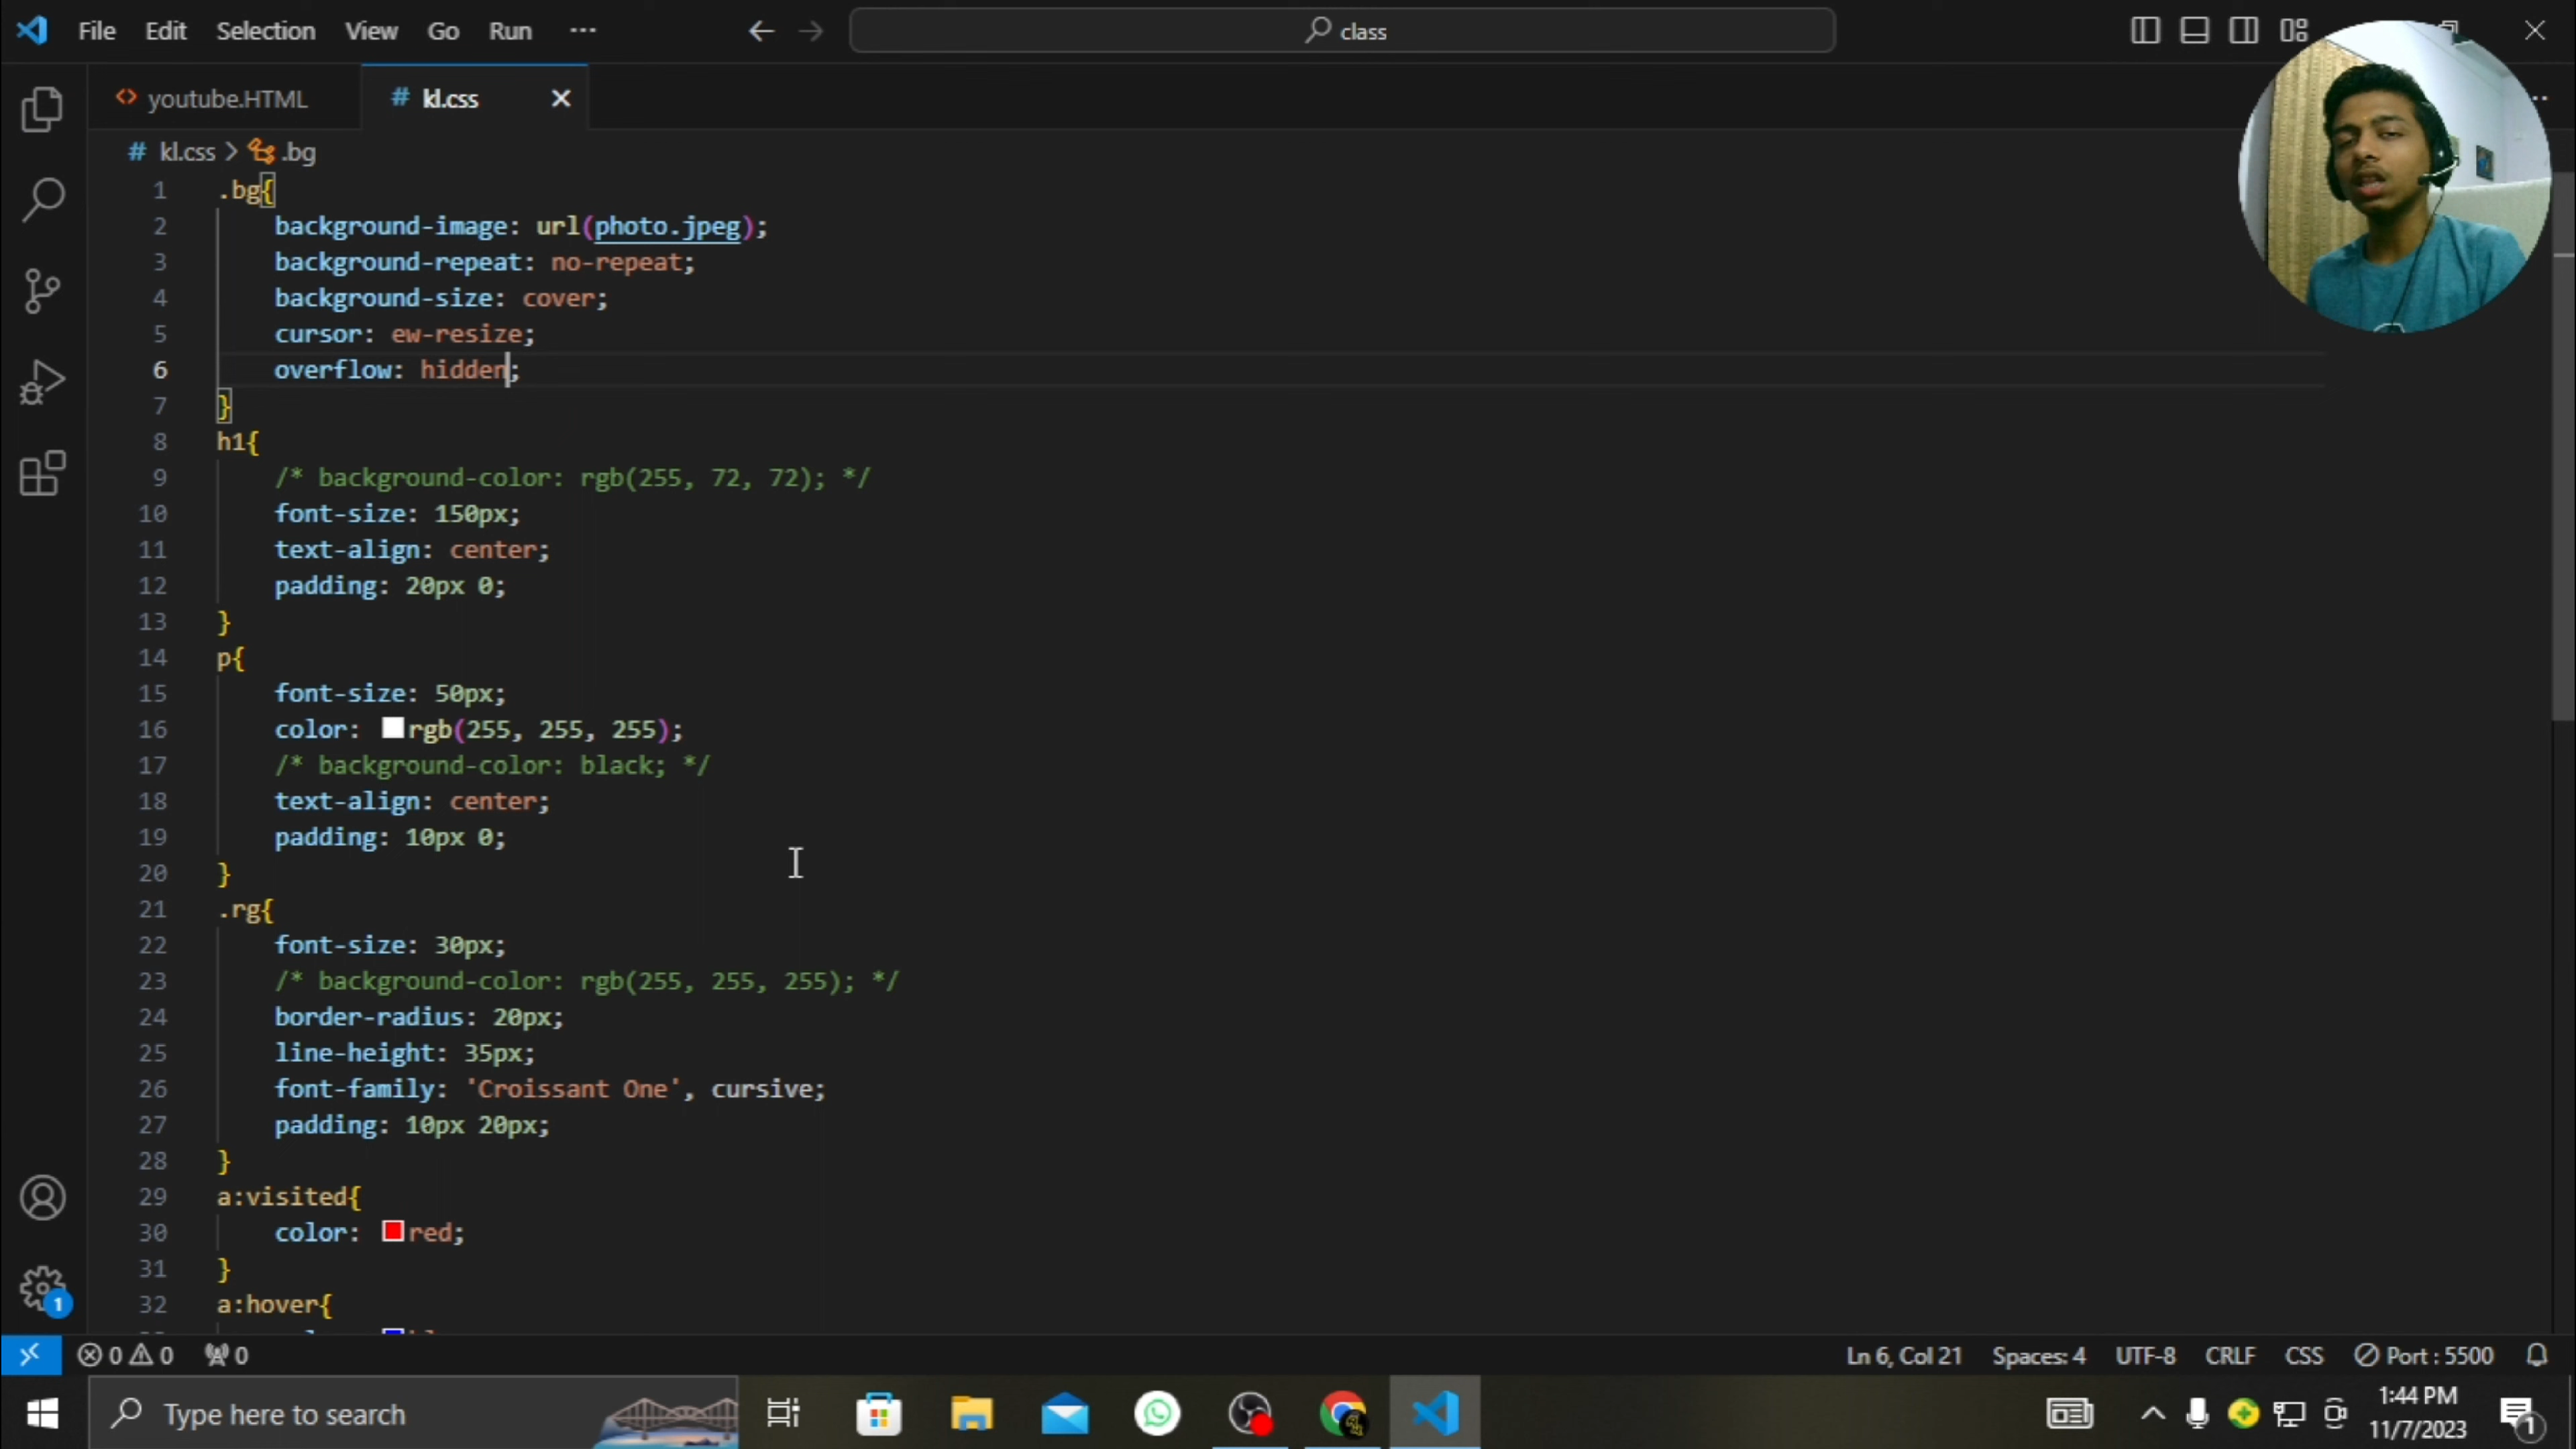 File Edit Selection View Go Run ···
class
youtube.HTML
# kl.css
# kl.css > .bg
1 .bg{
2 background-image: url(photo.jpeg);
3 background-repeat: no-repeat;
4 background-size: cover;
5 cursor: ew-resize;
6 overflow: hidden;
7 }
8 h1{
9 /* background-color: rgb(255, 72, 72); */
10 font-size: 150px;
11 text-align: center;
12 padding: 20px 0;
13 }
14 p{
15 font-size: 50px;
16 color: rgb(255, 255, 255);
17 /* background-color: black; */
18 text-align: center;
19 padding: 10px 0;
20 }
21 .rg{
22 font-size: 30px;
23 /* background-color: rgb(255, 255, 255); */
24 border-radius: 20px;
25 line-height: 35px;
26 font-family: 'Croissant One', cursive;
27 padding: 10px 20px;
28 }
29 a:visited{
30 color: red;
31 }
32 a:hover{
1
0 0 0 Ln 6, Col 21 Spaces: 4 UTF-8 CRLF CSS Port : 5500
Type here to search
1:44 PM
11/7/2023
1